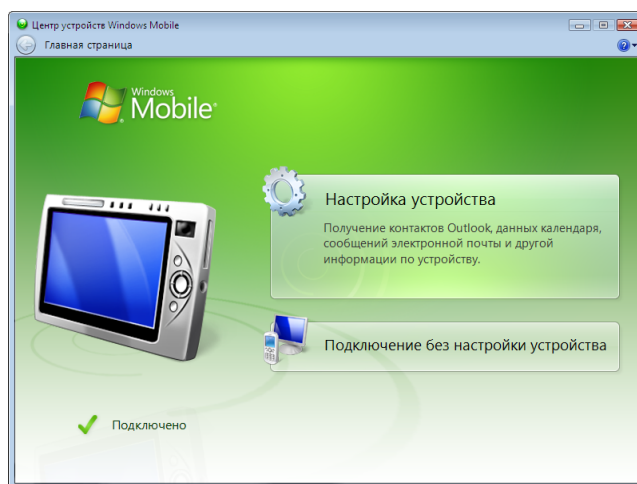 Центр устройств Windows Mobile
Главная страница
Windows
Mobile
Настройка устройства
Получение контактов Outlook, данных календаря,
сообщений электронной почты и другой
информации по устройству.
Подключение без настройки устройства
Подключено